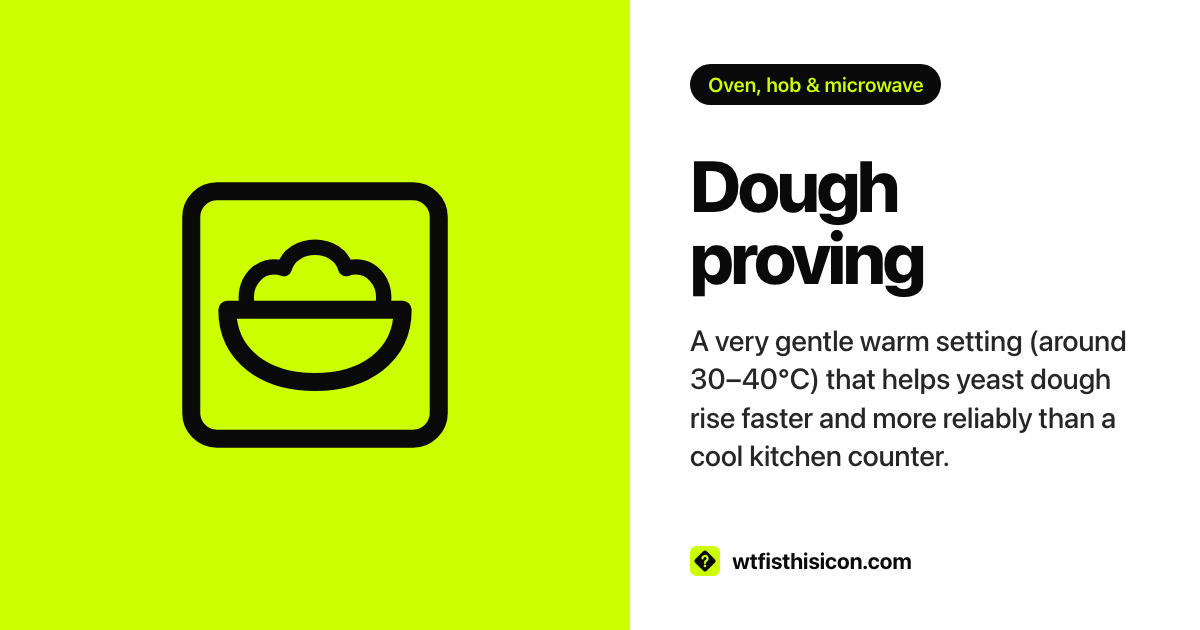 Oven, hob & microwave
Dough
proving
A very gentle warm setting (around
30–40°C) that helps yeast dough
rise faster and more reliably than a
cool kitchen counter.
?
wtfisthisicon.com